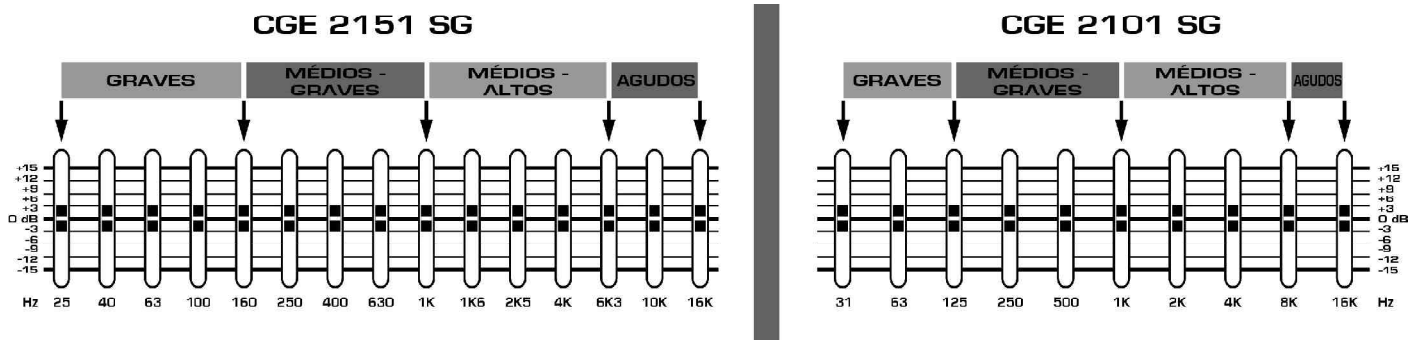 CGE 2151 SG
GRAVES
MÉDIOS -
GRAVES
MÉDIOS -
ALTOS
AGUDOS
+15
+12
+9
+6
+3
0 dB
-3
-6
-9
-12
-15
Hz 25 40 63 100 160 250 400 630 1K 1K6 2K5 4K 6K3 10K 16K
CGE 2101 SG
GRAVES
MÉDIOS -
GRAVES
MÉDIOS -
ALTOS
AGUDOS
+15
+12
+9
+6
+3
0 dB
-3
-6
-9
-12
-15
31 63 125 250 500 1K 2K 4K 8K 16K Hz